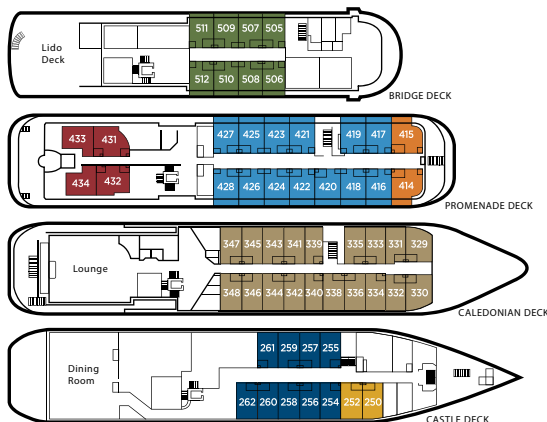 511 509 507 505
Lido
Deck
512 510 508 506
BRIDGE DECK
433 431 427 425 423 421 419 417 415
434 432 428 426 424 422 420 418 416 414
PROMENADE DECK
347 345 343 341 339 335 333 331 329
Lounge
348 346 344 342 340 338 336 334 332 330
CALEDONIAN DECK
261 259 257 255
Dining
Room
262 260 258 256 254 252 250
CASTLE DECK